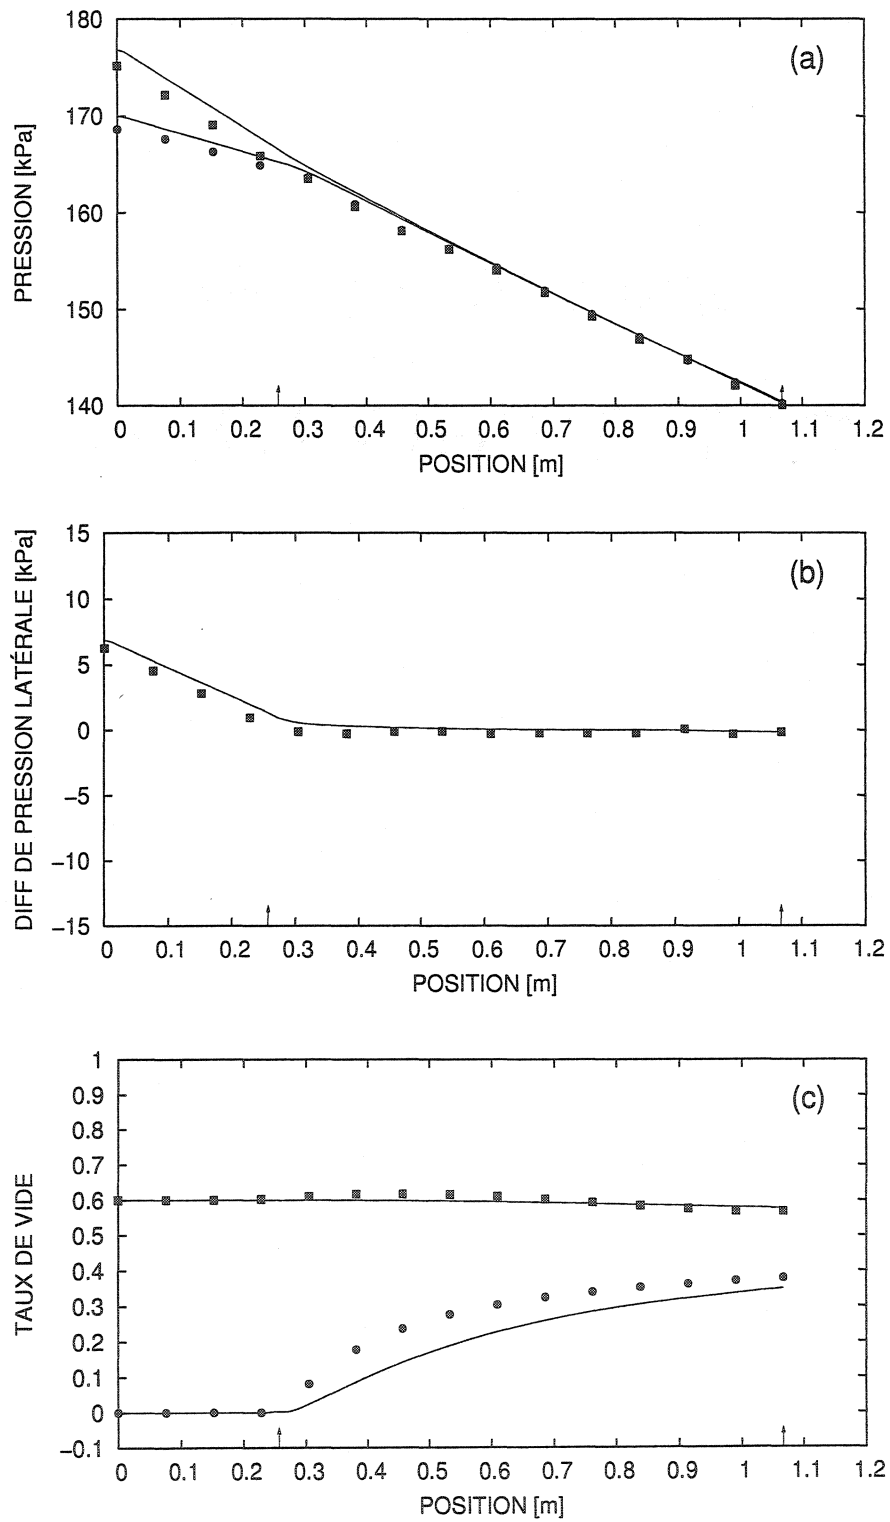 (a)
PRESSION [kPa]
180
170
160
150
140
0 0.1 0.2 0.3 0.4 0.5 0.6 0.7 0.8 0.9 1 1.1 1.2
POSITION [m]
(b)
DIFF DE PRESSION LATÉRALE [kPa]
15
10
5
0
−5
−10
−15
0 0.1 0.2 0.3 0.4 0.5 0.6 0.7 0.8 0.9 1 1.1 1.2
POSITION [m]
(c)
TAUX DE VIDE
1
0.9
0.8
0.7
0.6
0.5
0.4
0.3
0.2
0.1
0
−0.1
0 0.1 0.2 0.3 0.4 0.5 0.6 0.7 0.8 0.9 1 1.1 1.2
POSITION [m]